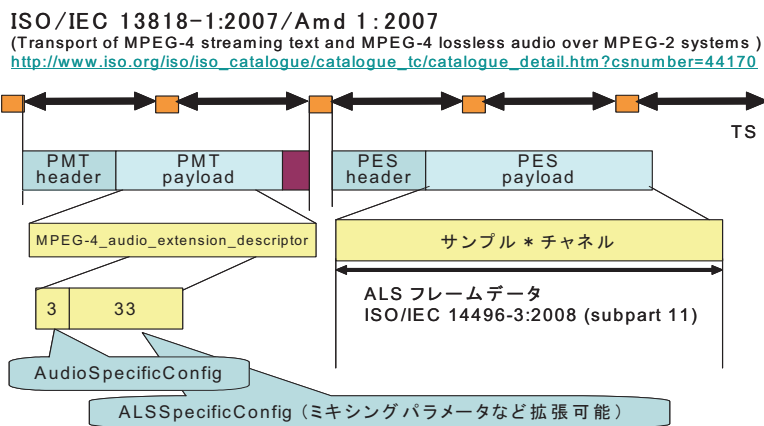 ISO/IEC 13818-1:2007/Amd 1:2007
(Transport of MPEG-4 streaming text and MPEG-4 lossless audio over MPEG-2 systems )
http://www.iso.org/iso/iso_catalogue/catalogue_tc/catalogue_detail.htm?csnumber=44170
TS
PMT header
PMT payload
PES header
PES payload
MPEG-4_audio_extension_descriptor
サンプル * チャネル
3
33
ALS フレームデータ
ISO/IEC 14496-3:2008 (subpart 11)
AudioSpecificConfig
ALSSpecificConfig (ミキシングパラメータなど拡張可能)